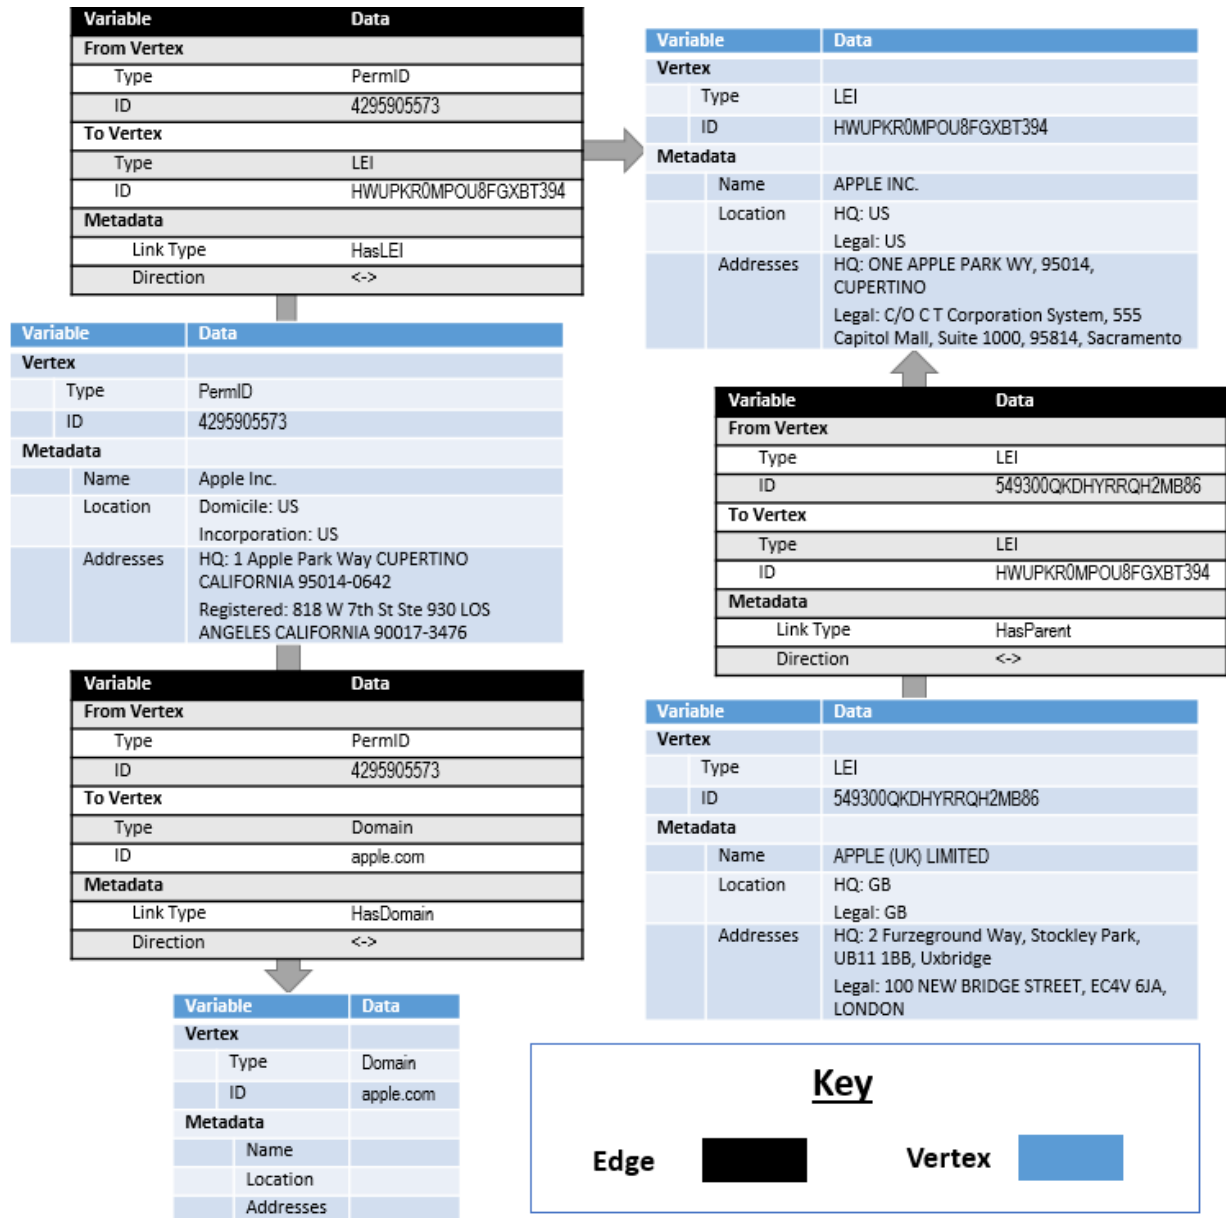 Variable Data
From Vertex
Type PermID
ID 4295905573
To Vertex
Type LEI
ID HWUPKR0MPOU8FGXBT394
Metadata
Link Type HasLEI
Direction <->
Variable Data
Vertex
Type LEI
ID HWUPKR0MPOU8FGXBT394
Metadata
Name APPLE INC.
Location HQ: US
Legal: US
Addresses HQ: ONE APPLE PARK WY, 95014,
CUPERTINO
Legal: C/O C T Corporation System, 555
Capitol Mall, Suite 1000, 95814, Sacramento
Variable Data
Vertex
Type PermID
ID 4295905573
Metadata
Name Apple Inc.
Location Domicile: US
Incorporation: US
Addresses HQ: 1 Apple Park Way CUPERTINO
CALIFORNIA 95014-0642
Registered: 818 W 7th St Ste 930 LOS
ANGELES CALIFORNIA 90017-3476
Variable Data
From Vertex
Type LEI
ID 549300QKDHYRRQH2MB86
To Vertex
Type LEI
ID HWUPKR0MPOU8FGXBT394
Metadata
Link Type HasParent
Direction <->
Variable Data
From Vertex
Type PermID
ID 4295905573
To Vertex
Type Domain
ID apple.com
Metadata
Link Type HasDomain
Direction <->
Variable Data
Vertex
Type LEI
ID 549300QKDHYRRQH2MB86
Metadata
Name APPLE (UK) LIMITED
Location HQ: GB
Legal: GB
Addresses HQ: 2 Furzeground Way, Stockley Park,
UB11 1BB, Uxbridge
Legal: 100 NEW BRIDGE STREET, EC4V 6JA,
LONDON
Variable Data
Vertex
Type Domain
ID apple.com
Metadata
Name
Location
Addresses
Key
Edge Vertex